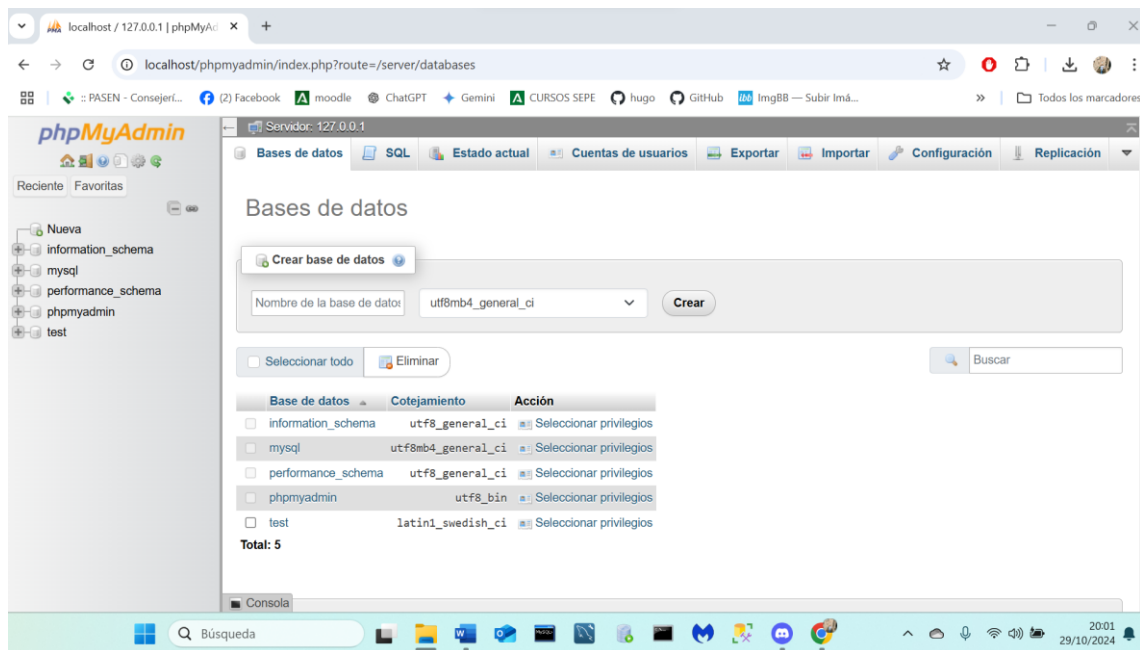 localhost / 127.0.0.1 | phpMyAd
localhost/phpmyadmin/index.php?route=/server/databases
:: PASEN - Consejerí...
(2) Facebook
moodle
ChatGPT
Gemini
CURSOS SEPE
hugo
GitHub
ImgBB — Subir Imá...
»
Todos los marcadores
phpMyAdmin
Reciente Favoritas
Nueva
information_schema
mysql
performance_schema
phpmyadmin
test
Servidor: 127.0.0.1
Bases de datos SQL Estado actual Cuentas de usuarios Exportar Importar Configuración Replicación
Bases de datos
Crear base de datos
Nombre de la base de datos utf8mb4_general_ci Crear
Seleccionar todo Eliminar Buscar
Base de datos Cotejamiento Acción
information_schema utf8_general_ci Seleccionar privilegios
mysql utf8mb4_general_ci Seleccionar privilegios
performance_schema utf8_general_ci Seleccionar privilegios
phpmyadmin utf8_bin Seleccionar privilegios
test latin1_swedish_ci Seleccionar privilegios
Total: 5
Consola
Búsqueda
20:01
29/10/2024